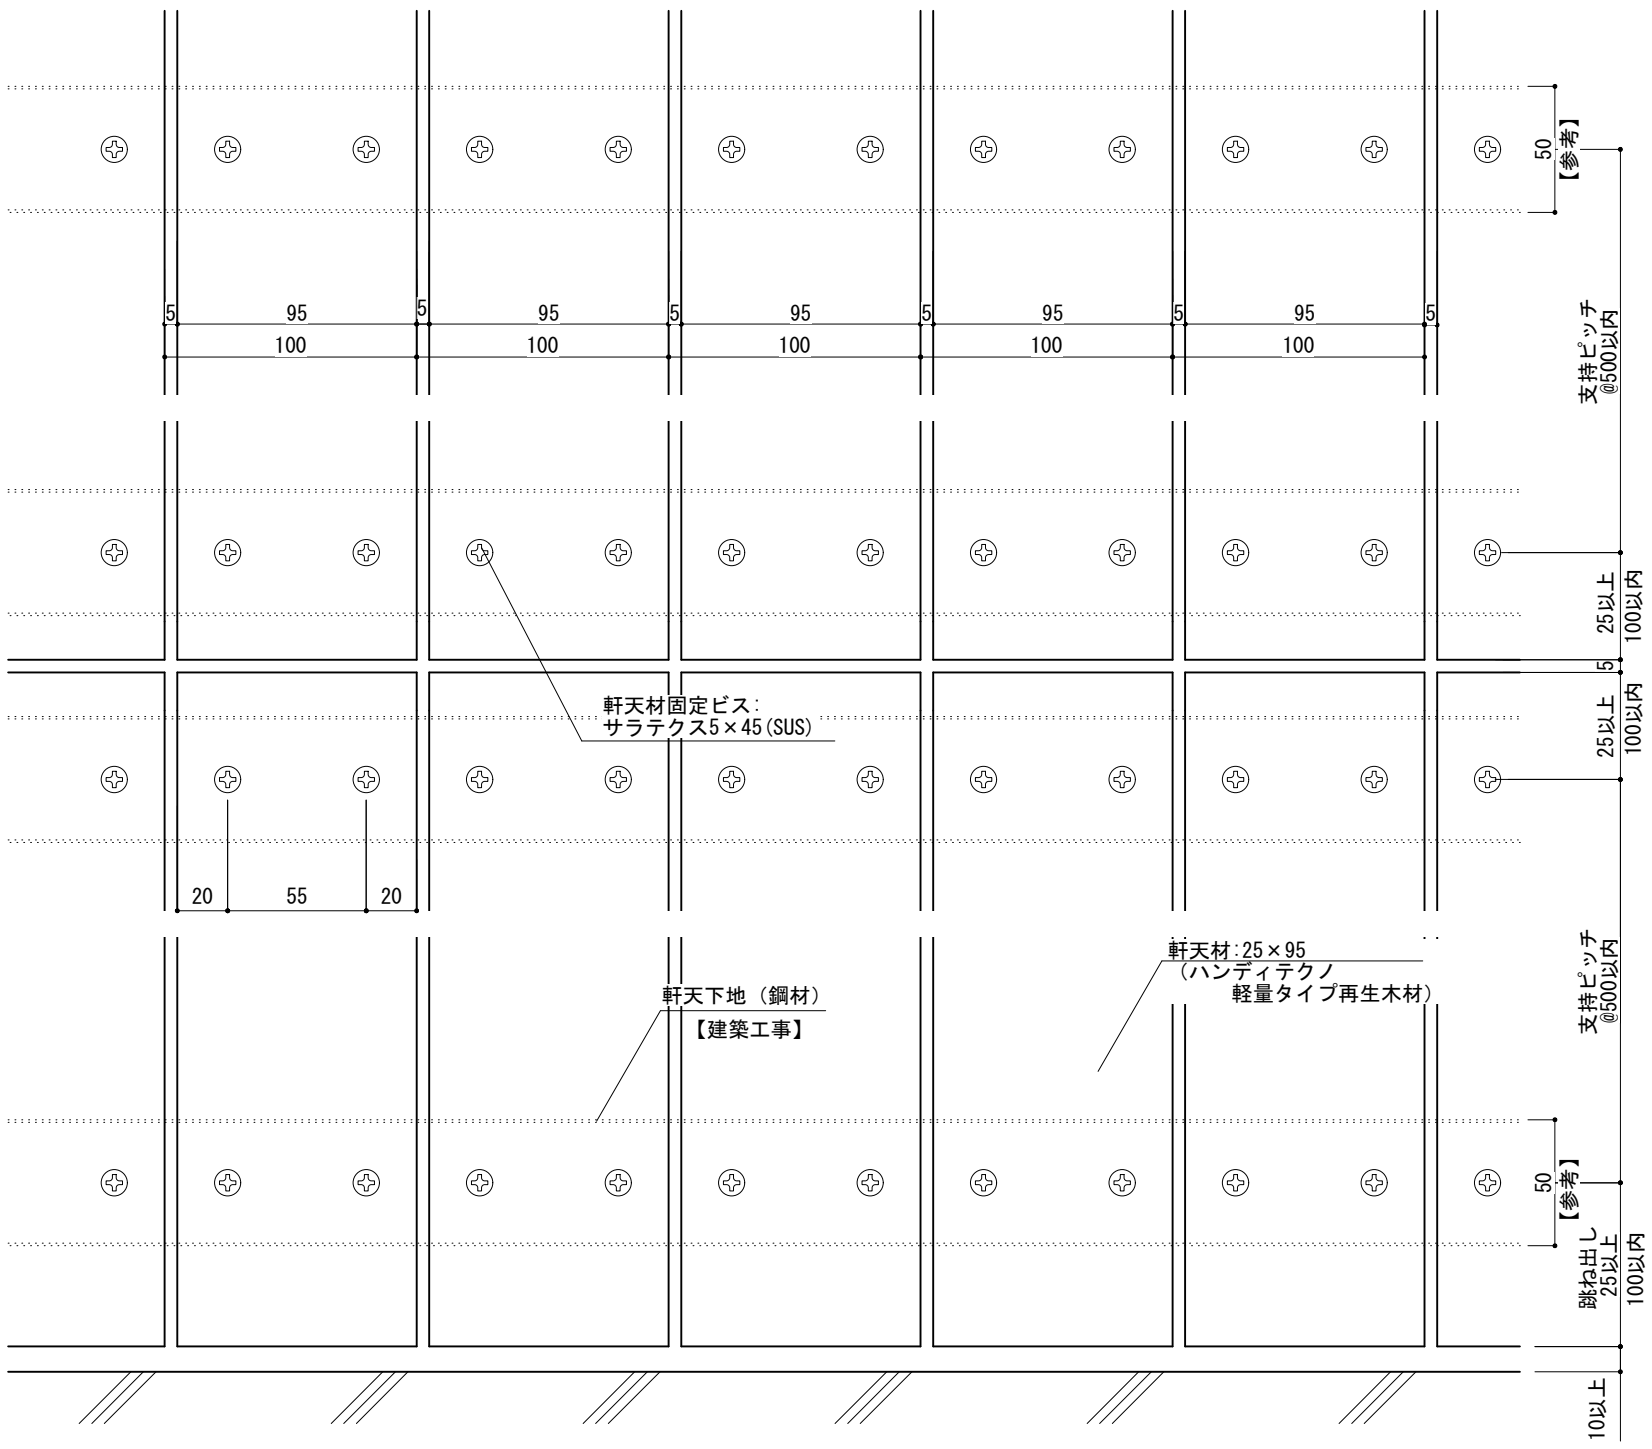 50
【参考】
5
95
5
95
5
95
5
95
5
95
5
100
100
100
100
100
支持ピッチ
@500以内
25以上
100以内
5
25以上
100以内
軒天材固定ビス:
サラテクス5×45(SUS)
20
55
20
軒天材:25×95
(ハンディテクノ
軽量タイプ再生木材)
軒天下地(鋼材)
【建築工事】
支持ピッチ
@500以内
50
【参考】
跳ね出し
25以上
100以内
10以上